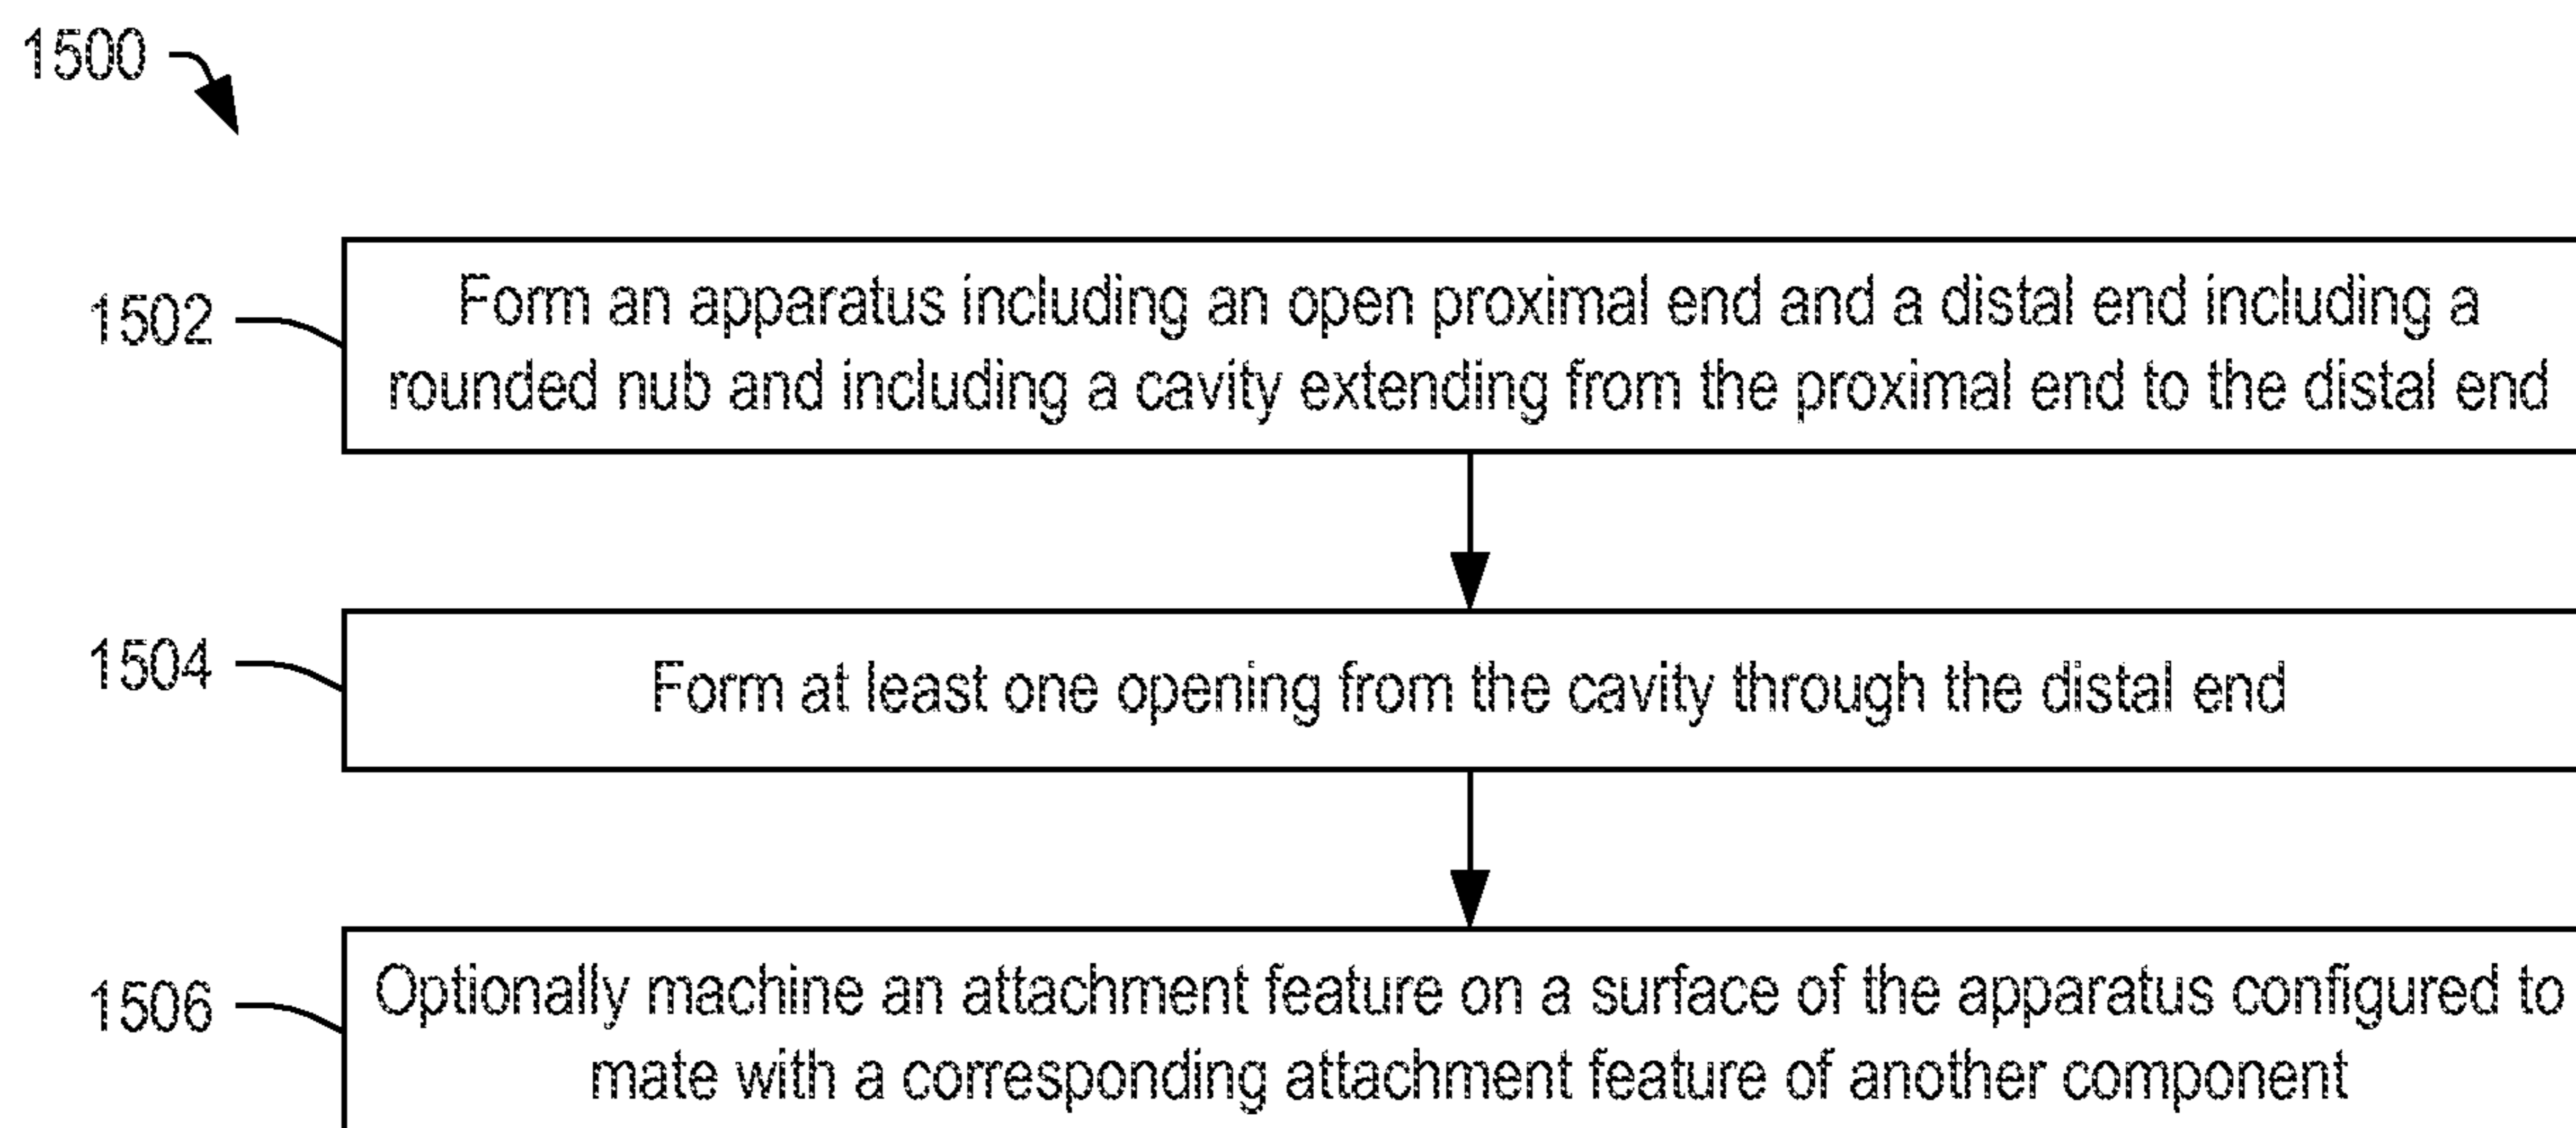 1500
1502
Form an apparatus including an open proximal end and a distal end including a
rounded nub and including a cavity extending from the proximal end to the distal end
1504
Form at least one opening from the cavity through the distal end
1506
Optionally machine an attachment feature on a surface of the apparatus configured to
mate with a corresponding attachment feature of another component